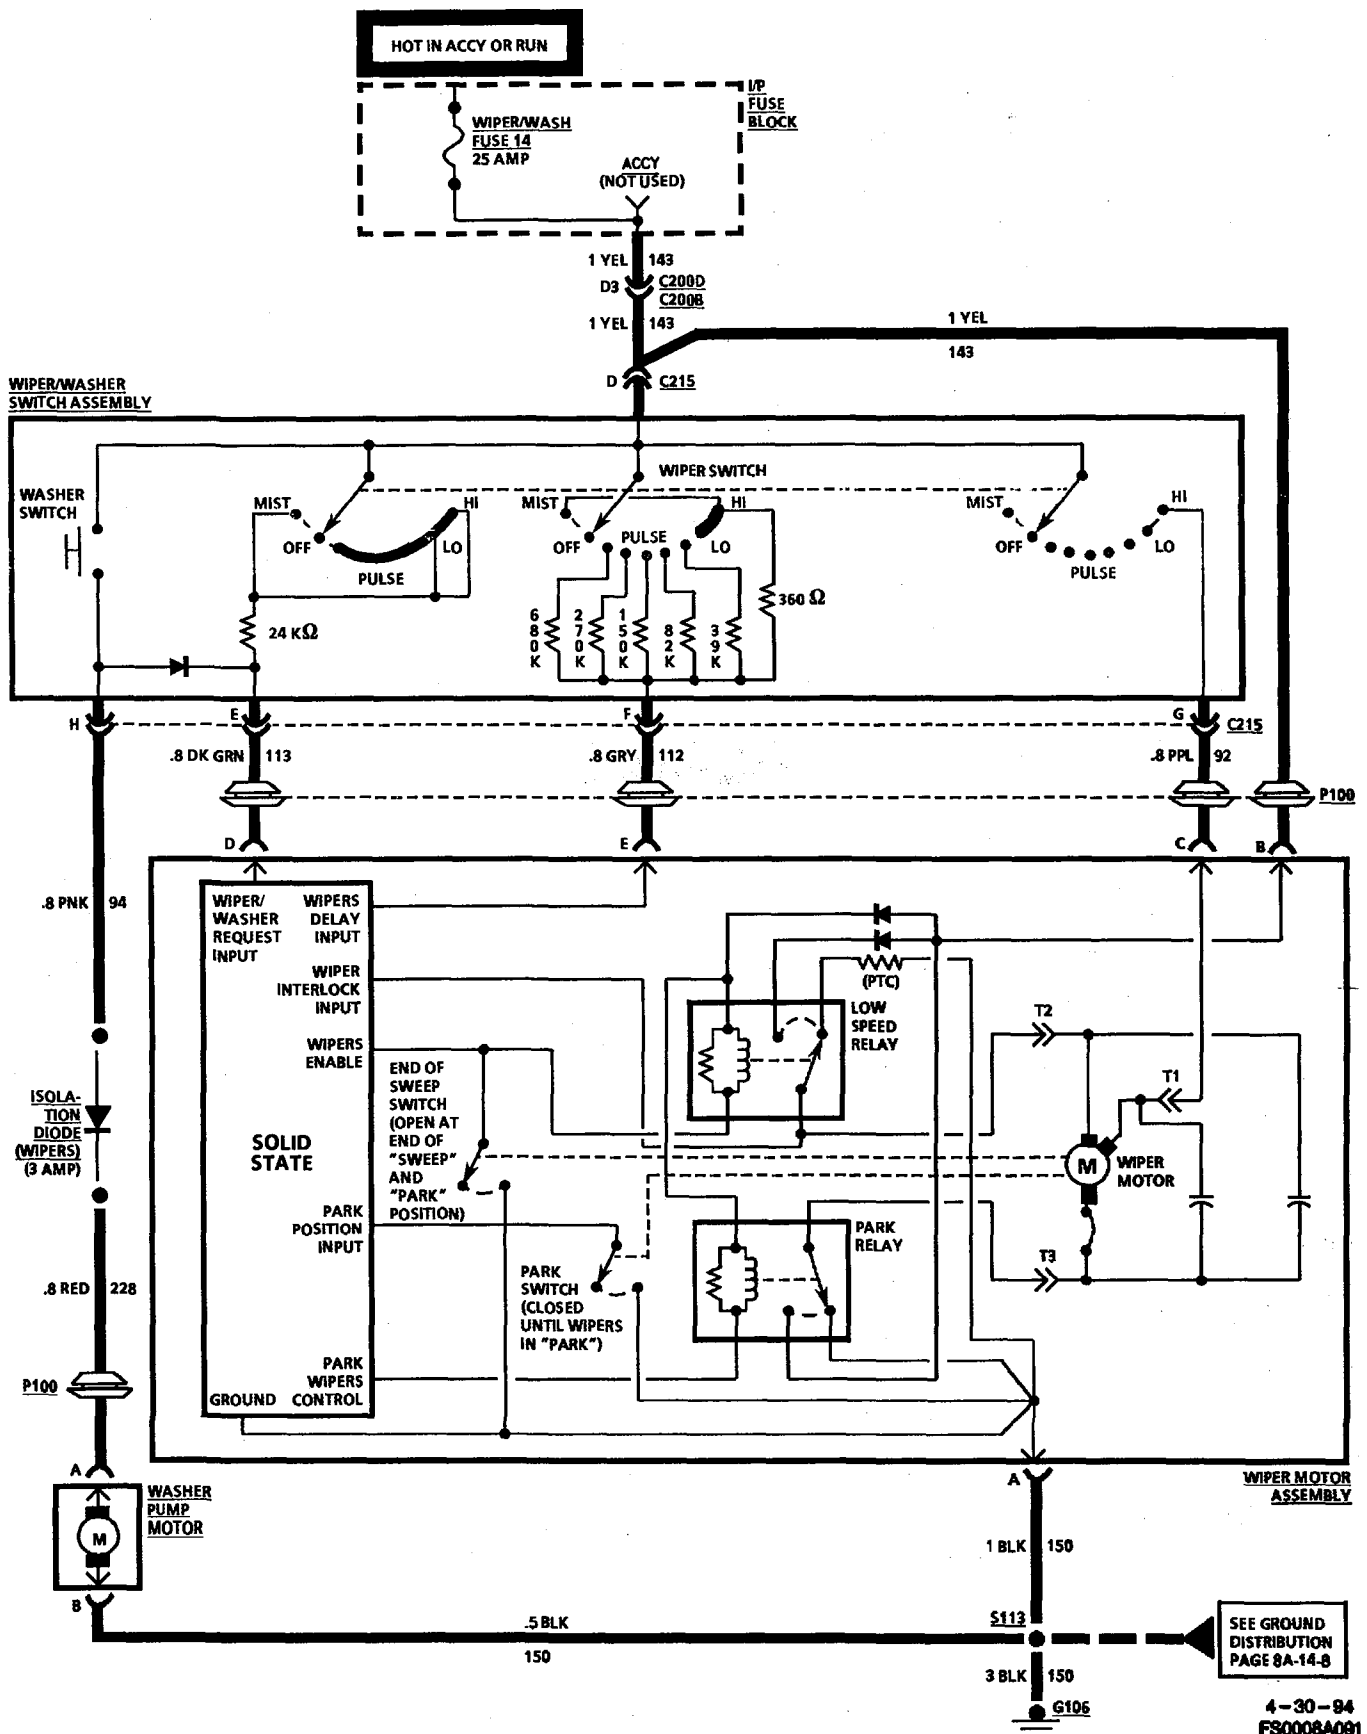 HOT IN ACCY OR RUN
I/P
FUSE
BLOCK
WIPER/WASH
FUSE 14
25 AMP
ACCY
(NOT USED)
1 YEL 143
D3 C200D
C200B
1 YEL 143
1 YEL
143
D C215
WIPER/WASHER
SWITCH ASSEMBLY
WIPER SWITCH
WASHER
SWITCH
MIST
OFF
PULSE
LO
HI
MIST
OFF
PULSE
LO
HI
MIST
OFF
PULSE
LO
HI
24 KΩ
680K
270K
150K
82K
39K
360 Ω
H
E
F
G
C215
.8 DK GRN 113
.8 GRY 112
.8 PPL 92
P100
D
E
C
B
.8 PNK 94
WIPER/
WASHER
REQUEST
INPUT
WIPERS
DELAY
INPUT
WIPER
INTERLOCK
INPUT
WIPERS
ENABLE
SOLID
STATE
PARK
POSITION
INPUT
PARK
WIPERS
CONTROL
GROUND
END OF
SWEEP
SWITCH
(OPEN AT
END OF
"SWEEP"
AND
"PARK"
POSITION)
PARK
SWITCH
(CLOSED
UNTIL WIPERS
IN "PARK")
(PTC)
LOW
SPEED
RELAY
PARK
RELAY
T2
T1
T3
M
WIPER
MOTOR
ISOLA-
TION
DIODE
(WIPERS)
(3 AMP)
.8 RED 228
P100
A
WASHER
PUMP
MOTOR
M
B
A
WIPER MOTOR
ASSEMBLY
1 BLK 150
.5 BLK
150
S113
3 BLK 150
G106
SEE GROUND
DISTRIBUTION
PAGE 8A-14-8
4-30-94
FS0008A091